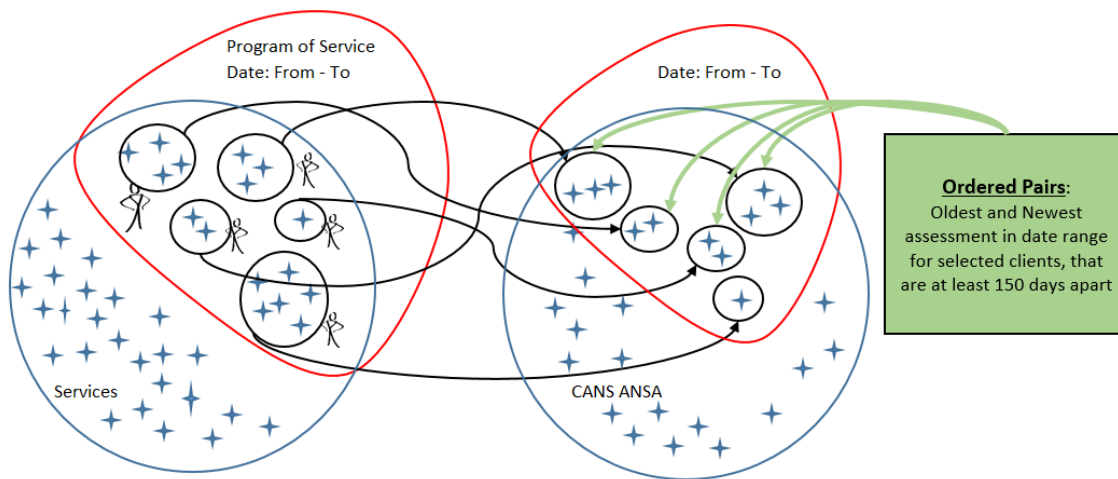 Program of Service
Date: From - To
Date: From - To
Services
CANS ANSA
Ordered Pairs:
Oldest and Newest
assessment in date range
for selected clients, that
are at least 150 days apart